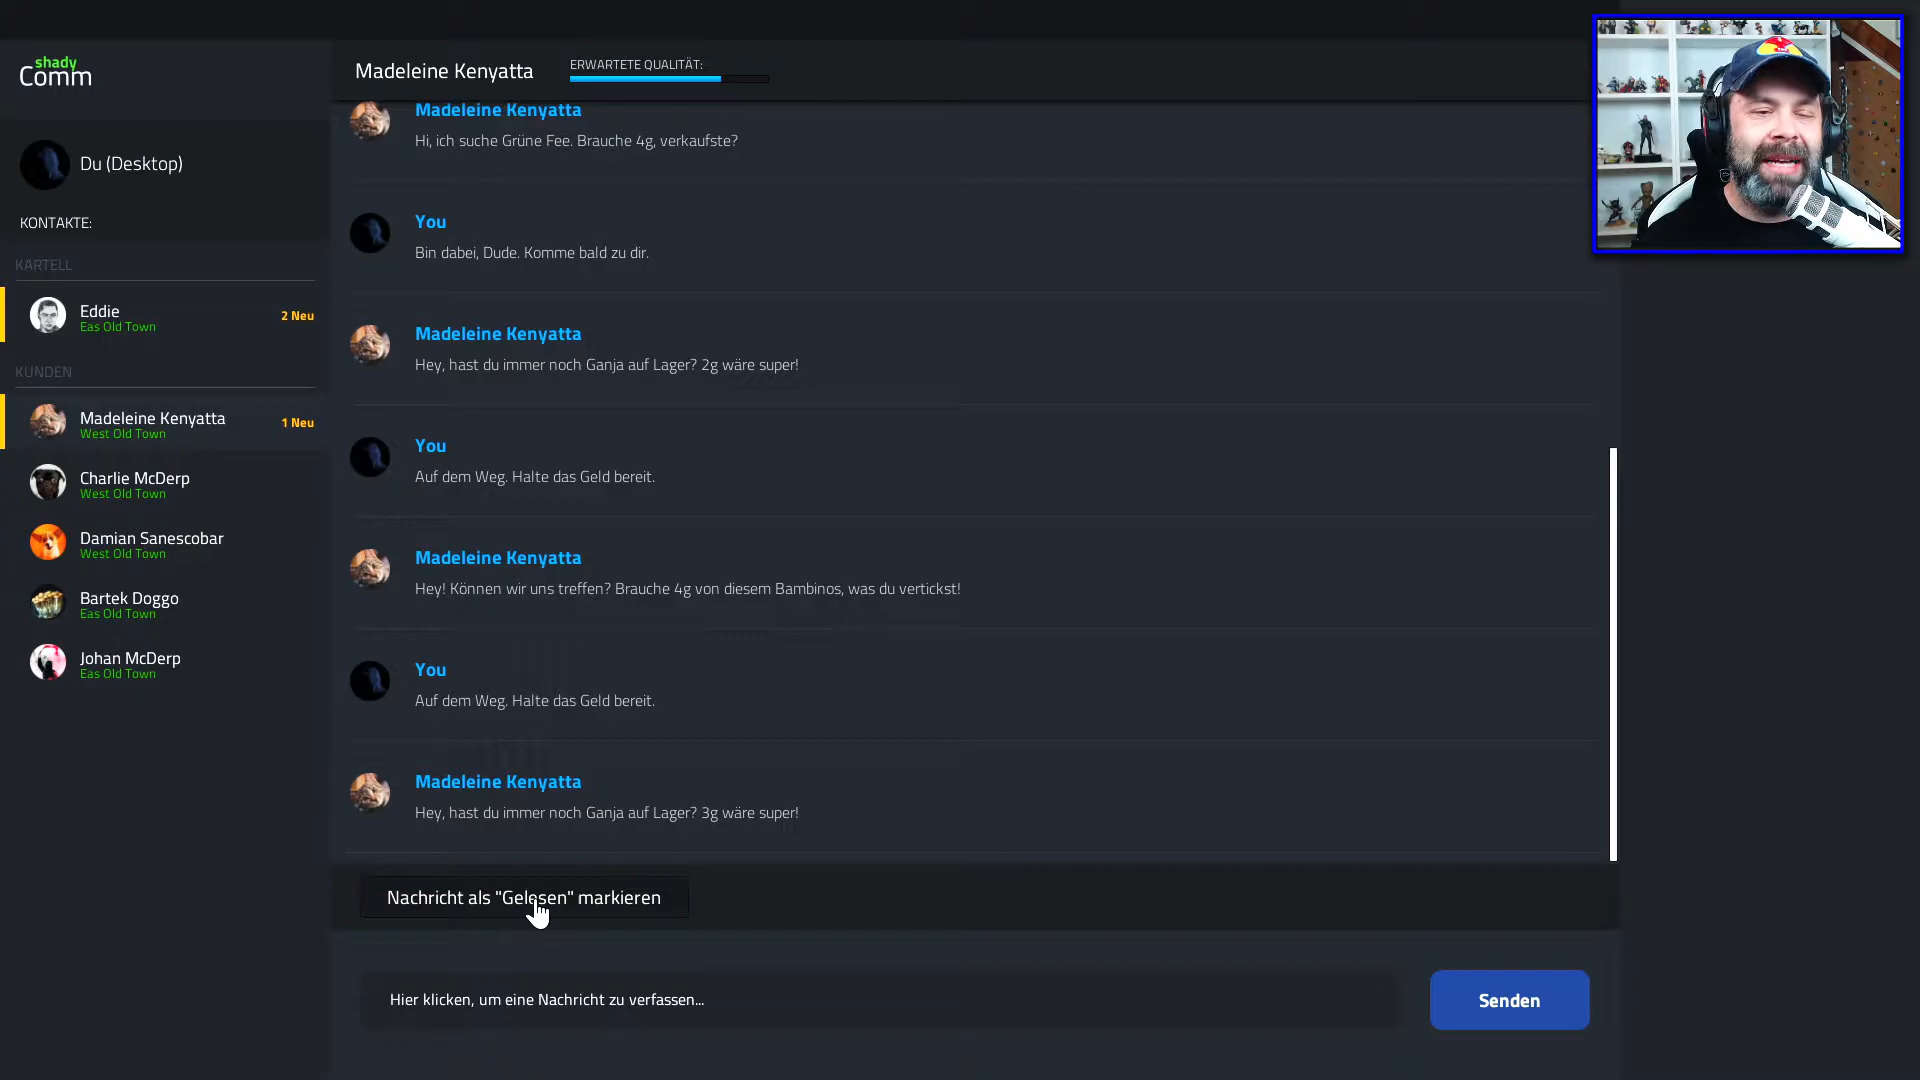 shady
Comm
Du (Desktop)
KONTAKTE:
KARTELL
Eddie
Eas Old Town
2 Neu
KUNDEN
Madeleine Kenyatta
West Old Town
1 Neu
Charlie McDerp
West Old Town
Damian Sanescobar
West Old Town
Bartek Doggo
Eas Old Town
Johan McDerp
Eas Old Town
Madeleine Kenyatta
ERWARTETE QUALITÄT:
Madeleine Kenyatta
Hi, ich suche Grüne Fee. Brauche 4g, verkaufste?
You
Bin dabei, Dude. Komme bald zu dir.
Madeleine Kenyatta
Hey, hast du immer noch Ganja auf Lager? 2g wäre super!
You
Auf dem Weg. Halte das Geld bereit.
Madeleine Kenyatta
Hey! Können wir uns treffen? Brauche 4g von diesem Bambinos, was du vertickst!
You
Auf dem Weg. Halte das Geld bereit.
Madeleine Kenyatta
Hey, hast du immer noch Ganja auf Lager? 3g wäre super!
Nachricht als "Gelesen" markieren
Hier klicken, um eine Nachricht zu verfassen...
Senden